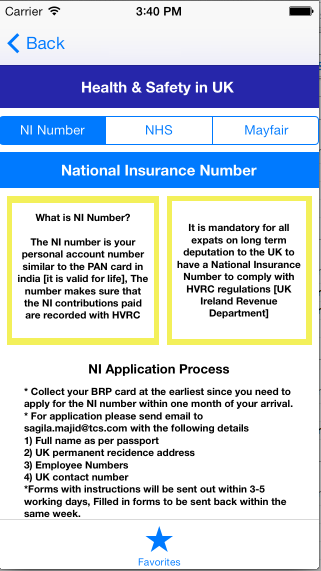 Carrier 3:40 PM
Back
Health & Safety in UK
NI Number NHS Mayfair
National Insurance Number
What is NI Number?
The NI number is your
personal account number
similar to the PAN card in
india [it is valid for life], The
number makes sure that
the NI contributions paid
are recorded with HVRC
It is mandatory for all
expats on long term
deputation to the UK to
have a National Insurance
Number to comply with
HVRC regulations [UK
Ireland Revenue
Department]
NI Application Process
* Collect your BRP card at the earliest since you need to
apply for the NI number within one month of your arrival.
* For application please send email to
sagila.majid@tcs.com with the following details
1) Full name as per passport
2) UK permanent recidence address
3) Employee Numbers
4) UK contact number
*Forms with instructions will be sent out within 3-5
working days, Filled in forms to be sent back within the
same week.
Favorites